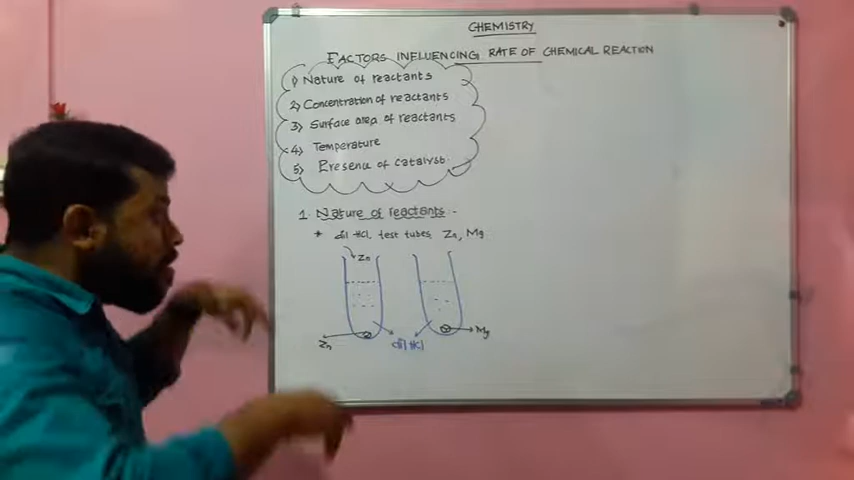 CHEMISTRY
FACTORS INFLUENCING RATE OF CHEMICAL REACTION
1) Nature of reactants
2) Concentration of reactants
3) Surface area of reactants
4) Temperature
5) Presence of catalyst
1. Nature of reactants -
* dil HCl, test tubes, Zn, Mg
Zn
Zn
dil HCl
Mg